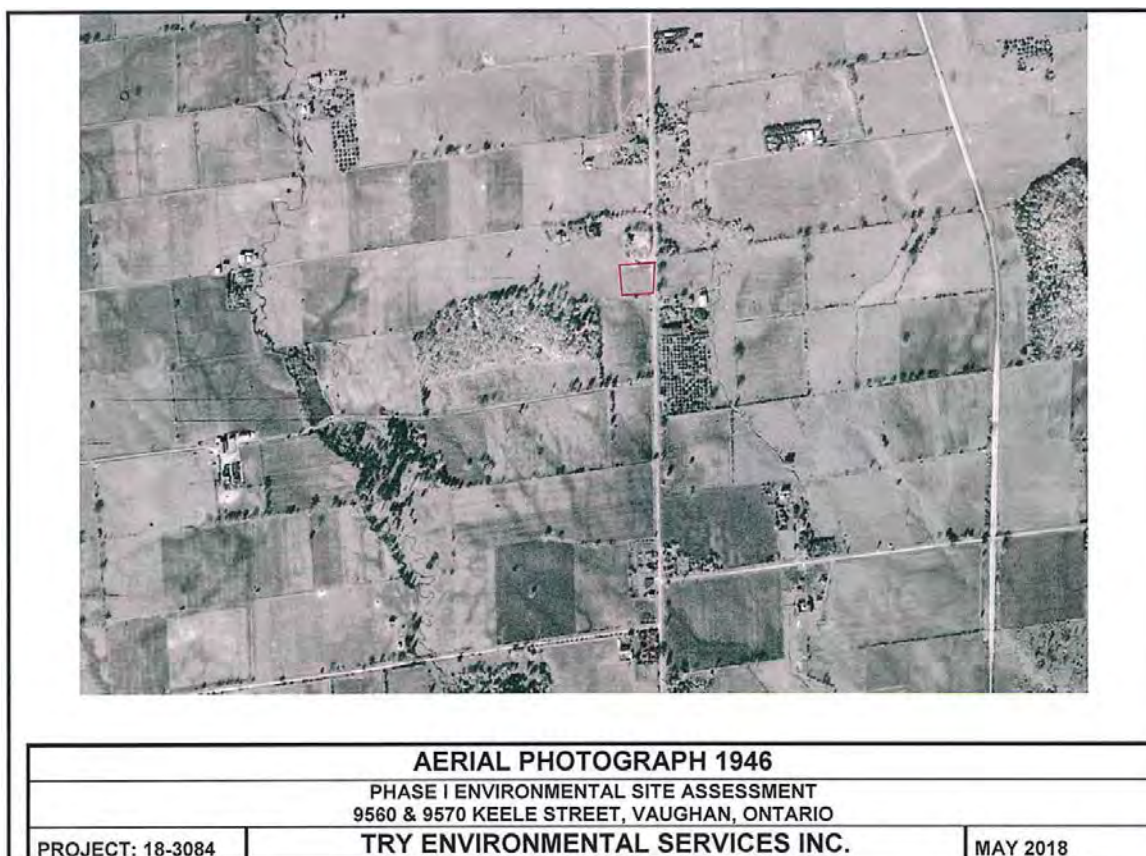 AERIAL PHOTOGRAPH 1946
PHASE I ENVIRONMENTAL SITE ASSESSMENT
9560 & 9570 KEELE STREET, VAUGHAN, ONTARIO
PROJECT: 18-3084
TRY ENVIRONMENTAL SERVICES INC.
MAY 2018